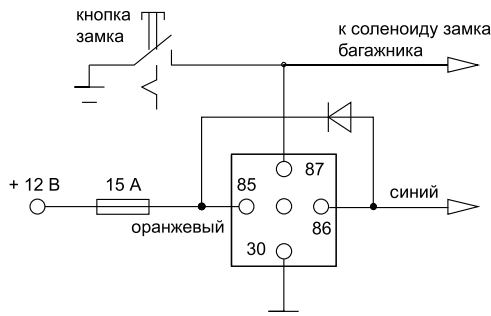 кнопка
замка
к соленоиду замка
багажника
87
+ 12 В
15 А
85
синий
оранжевый
86
30